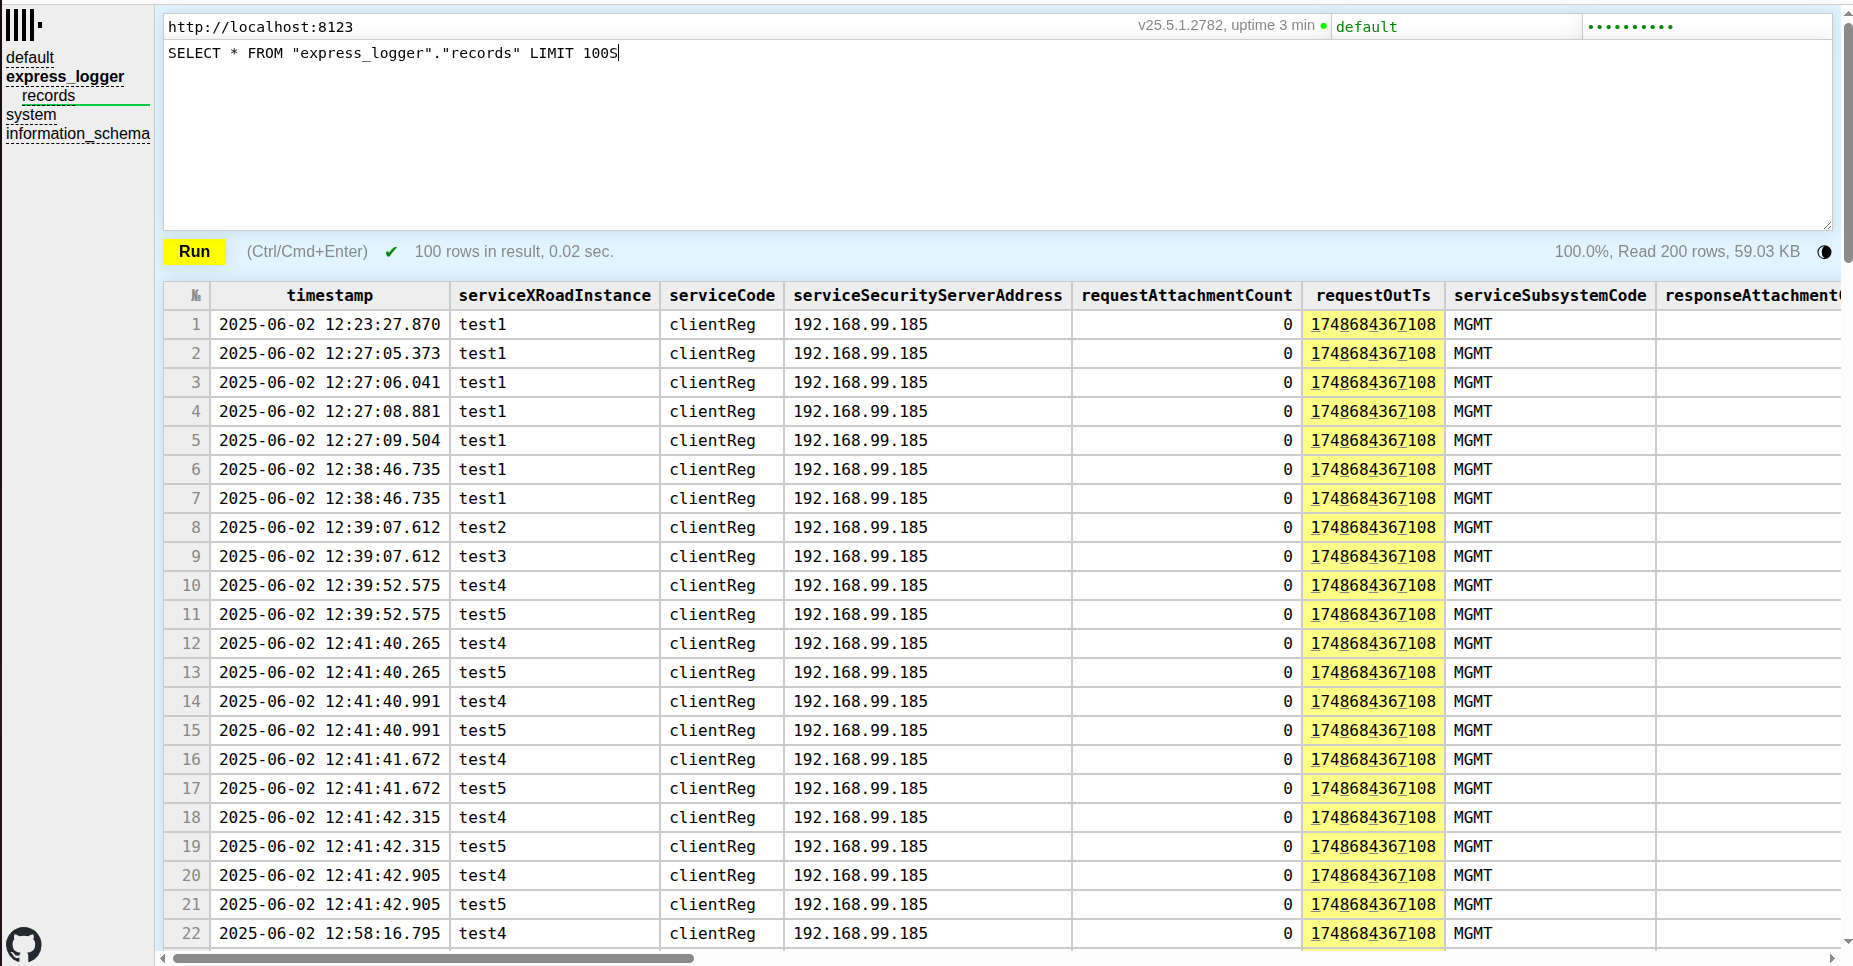 http://localhost:8123 v25.5.1.2782, uptime 3 min default ••••••••••
SELECT * FROM "express_logger"."records" LIMIT 100S
default
express_logger
records
system
information_schema
Run (Ctrl/Cmd+Enter) ✔ 100 rows in result, 0.02 sec. 100.0%, Read 200 rows, 59.03 KB
№ timestamp serviceXRoadInstance serviceCode serviceSecurityServerAddress requestAttachmentCount requestOutTs serviceSubsystemCode responseAttachment
1 2025-06-02 12:23:27.870 test1 clientReg 192.168.99.185 0 1748684367108 MGMT
2 2025-06-02 12:27:05.373 test1 clientReg 192.168.99.185 0 1748684367108 MGMT
3 2025-06-02 12:27:06.041 test1 clientReg 192.168.99.185 0 1748684367108 MGMT
4 2025-06-02 12:27:08.881 test1 clientReg 192.168.99.185 0 1748684367108 MGMT
5 2025-06-02 12:27:09.504 test1 clientReg 192.168.99.185 0 1748684367108 MGMT
6 2025-06-02 12:38:46.735 test1 clientReg 192.168.99.185 0 1748684367108 MGMT
7 2025-06-02 12:38:46.735 test1 clientReg 192.168.99.185 0 1748684367108 MGMT
8 2025-06-02 12:39:07.612 test2 clientReg 192.168.99.185 0 1748684367108 MGMT
9 2025-06-02 12:39:07.612 test3 clientReg 192.168.99.185 0 1748684367108 MGMT
10 2025-06-02 12:39:52.575 test4 clientReg 192.168.99.185 0 1748684367108 MGMT
11 2025-06-02 12:39:52.575 test5 clientReg 192.168.99.185 0 1748684367108 MGMT
12 2025-06-02 12:41:40.265 test4 clientReg 192.168.99.185 0 1748684367108 MGMT
13 2025-06-02 12:41:40.265 test5 clientReg 192.168.99.185 0 1748684367108 MGMT
14 2025-06-02 12:41:40.991 test4 clientReg 192.168.99.185 0 1748684367108 MGMT
15 2025-06-02 12:41:40.991 test5 clientReg 192.168.99.185 0 1748684367108 MGMT
16 2025-06-02 12:41:41.672 test4 clientReg 192.168.99.185 0 1748684367108 MGMT
17 2025-06-02 12:41:41.672 test5 clientReg 192.168.99.185 0 1748684367108 MGMT
18 2025-06-02 12:41:42.315 test4 clientReg 192.168.99.185 0 1748684367108 MGMT
19 2025-06-02 12:41:42.315 test5 clientReg 192.168.99.185 0 1748684367108 MGMT
20 2025-06-02 12:41:42.905 test4 clientReg 192.168.99.185 0 1748684367108 MGMT
21 2025-06-02 12:41:42.905 test5 clientReg 192.168.99.185 0 1748684367108 MGMT
22 2025-06-02 12:58:16.795 test4 clientReg 192.168.99.185 0 1748684367108 MGMT